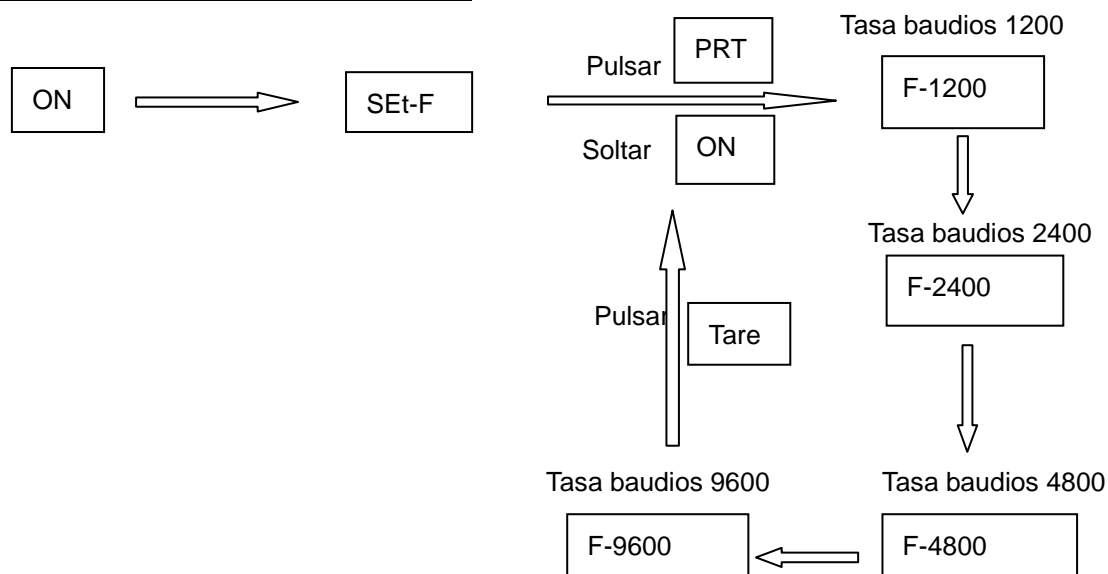 Tasa baudios 1200
PRT
Pulsar
ON
SEt-F
F-1200
Soltar
ON
Tasa baudios 2400
F-2400
Pulsar
Tare
Tasa baudios 9600
Tasa baudios 4800
F-9600
F-4800